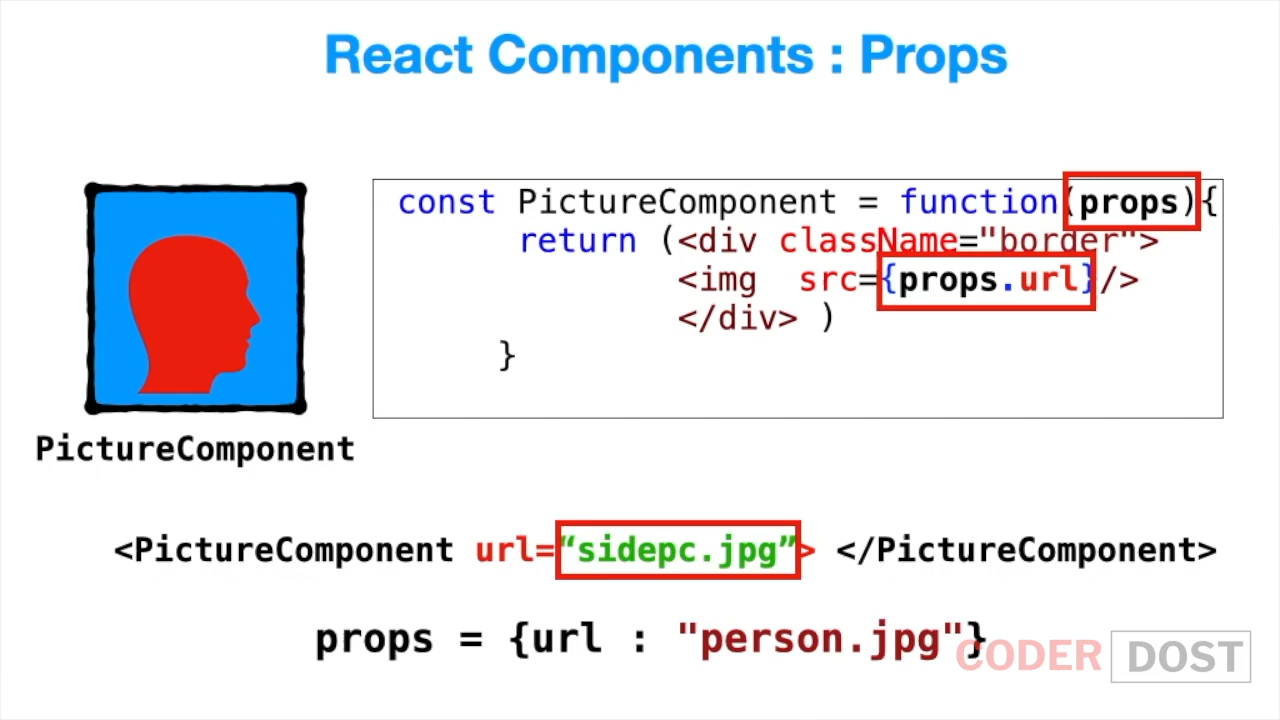 React Components : Props
const PictureComponent = function(props){
return (<div className="border">
<img src={props.url}/>
</div> )
}
PictureComponent
<PictureComponent url=“sidepc.jpg”> </PictureComponent>
props = {url : "person.jpg"}
CODER DOST